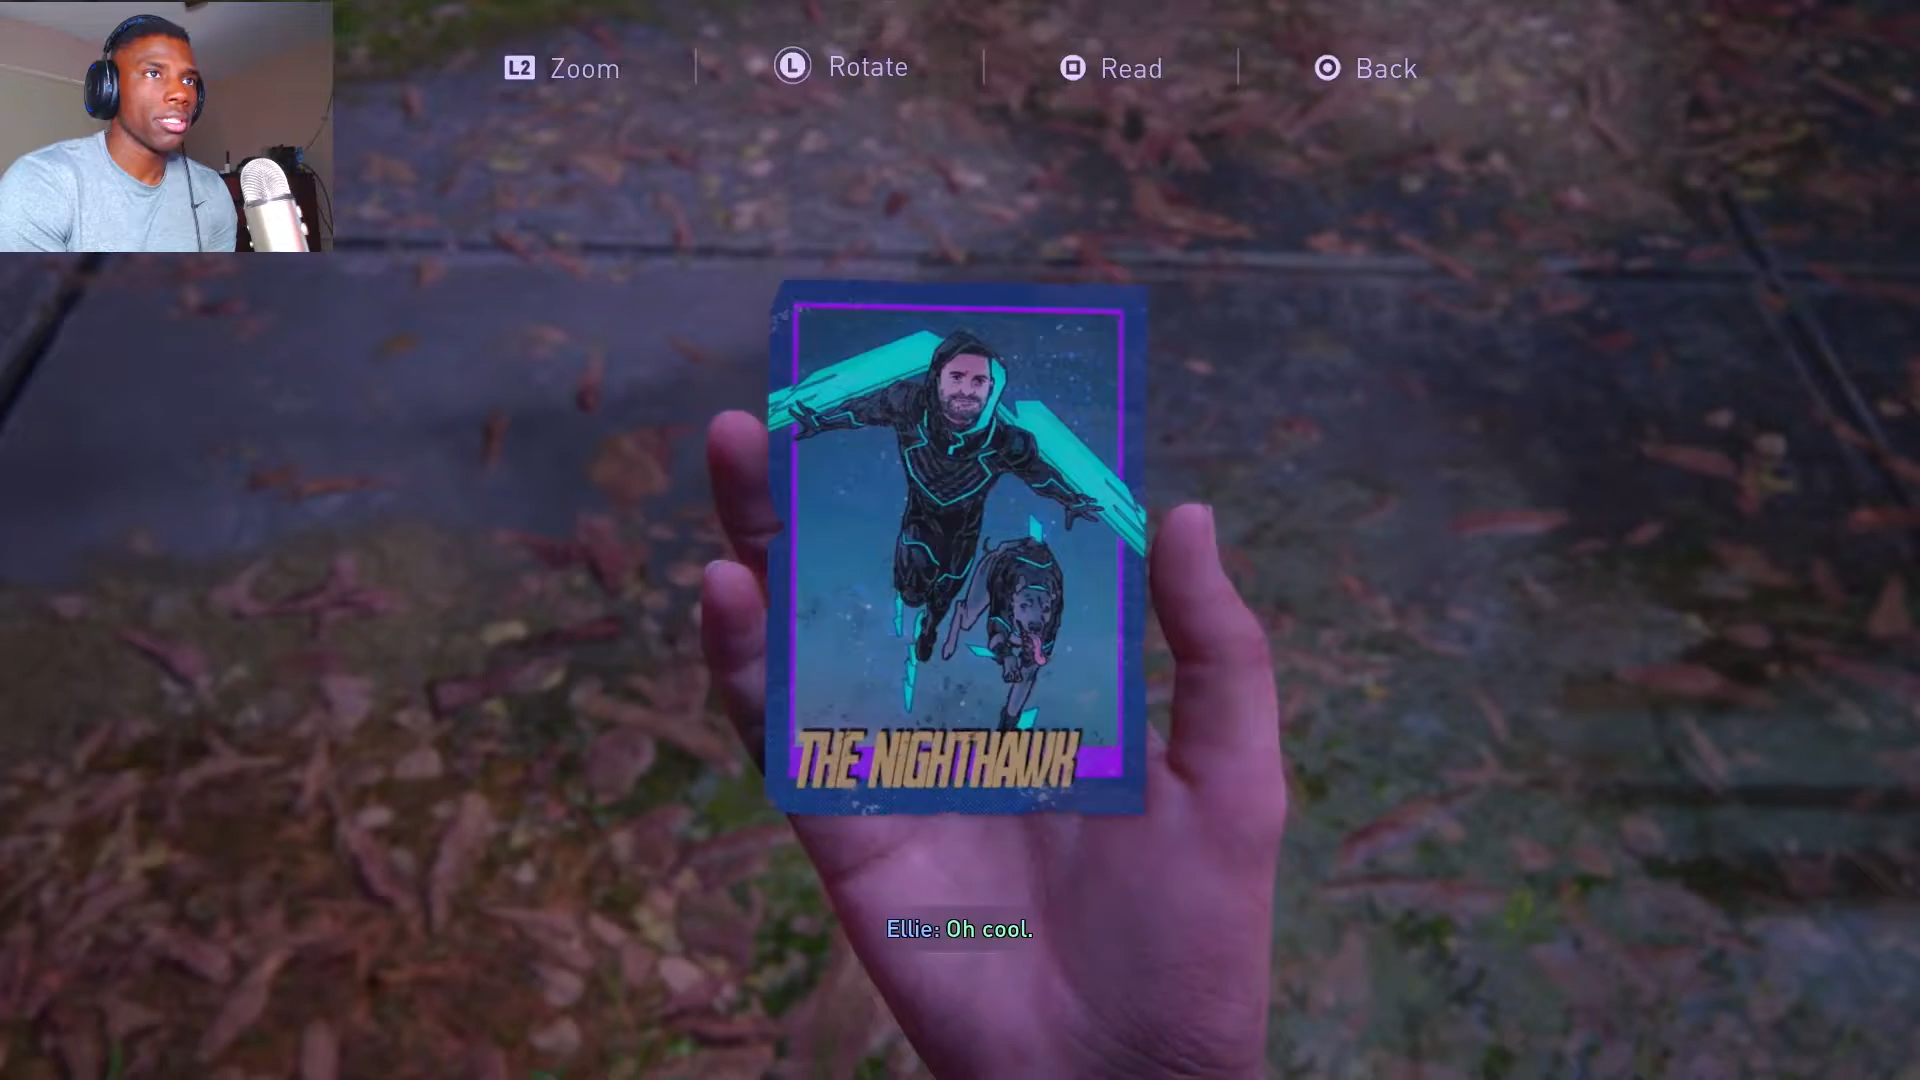 L2 Zoom
L Rotate
Read
Back
THE NIGHTHAWK
Ellie: Oh cool.